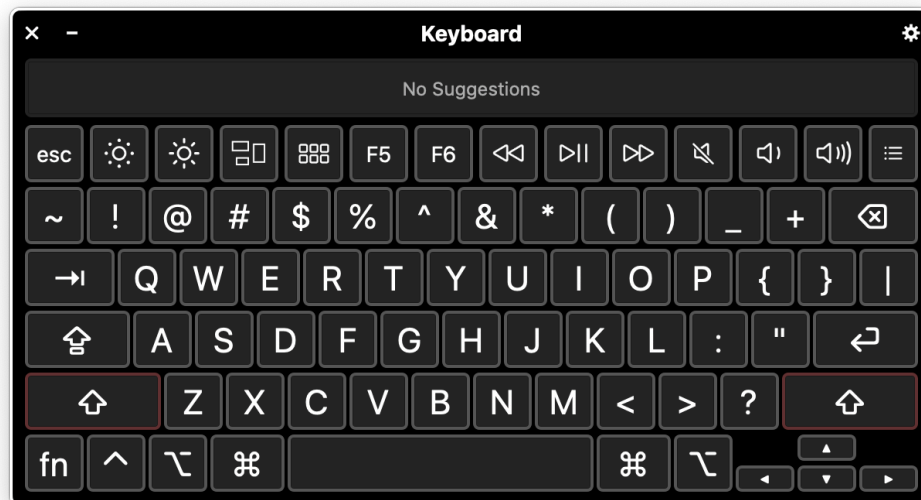 Keyboard
No Suggestions
esc F5 F6
~ ! @ # $ % ^ & * ( ) _ +
Q W E R T Y U I O P { } |
A S D F G H J K L : "
Z X C V B N M < > ?
fn ^ ⌥ ⌘ ⌘ ⌥